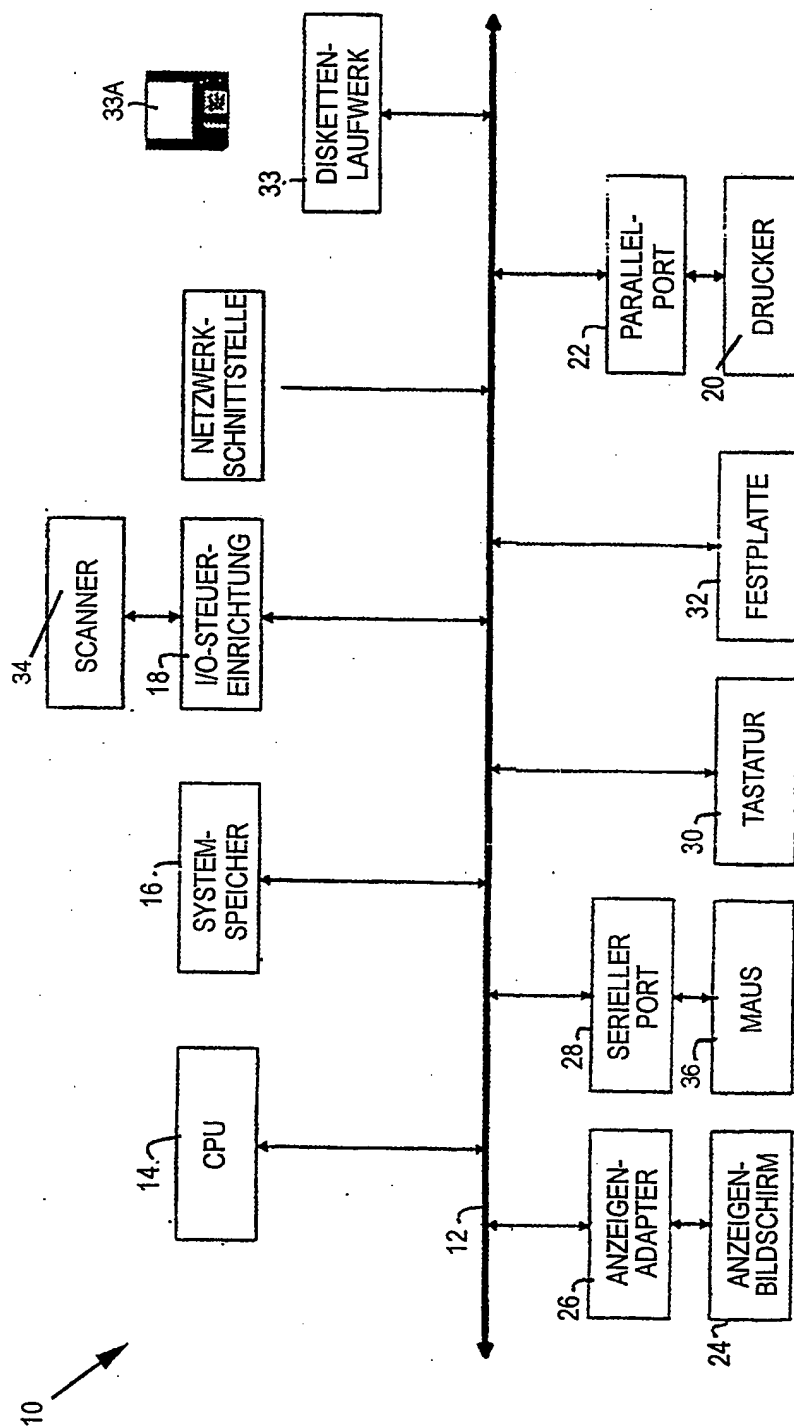 10
34
SCANNER
33A
14
CPU
16
SYSTEM-
SPEICHER
18
I/O-STEUER-
EINRICHTUNG
NETZWERK-
SCHNITTSTELLE
33
DISKETTEN-
LAUFWERK
12
26
ANZEIGEN-
ADAPTER
28
SERIELLER
PORT
22
PARALLEL-
PORT
24
ANZEIGEN-
BILDSCHIRM
36
MAUS
30
TASTATUR
32
FESTPLATTE
20
DRUCKER